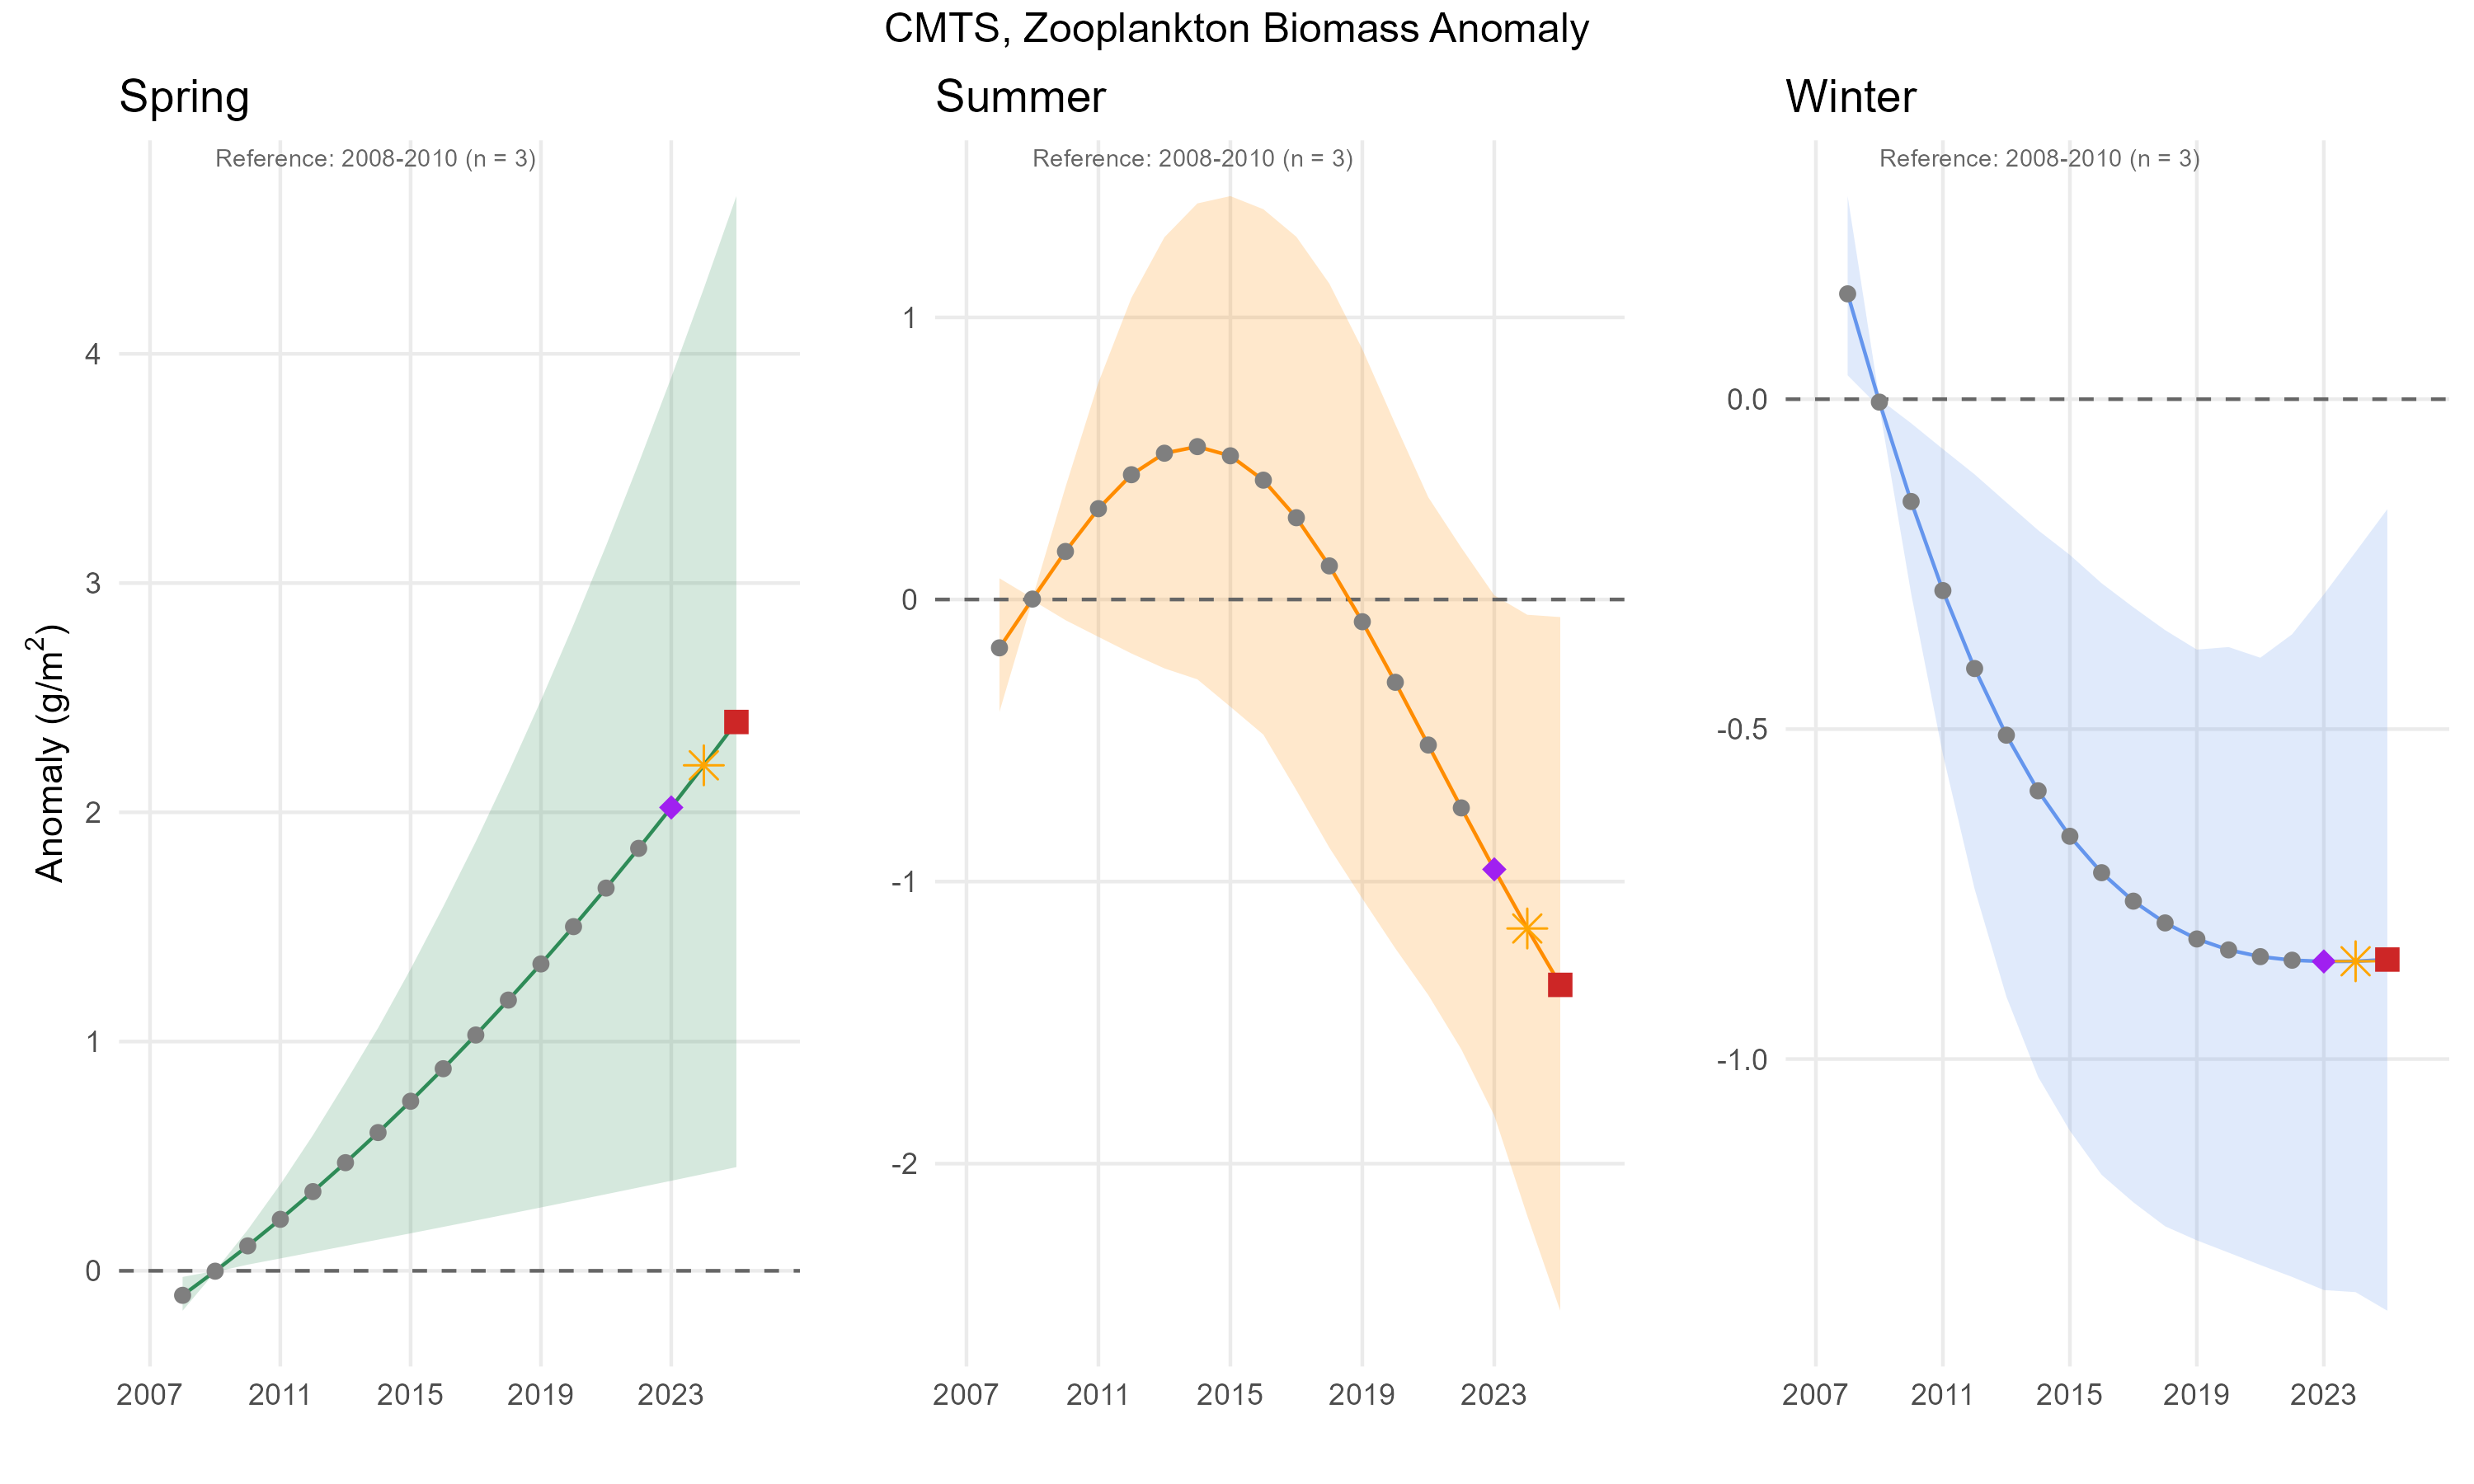 CMTS, Zooplankton Biomass Anomaly
Spring
Summer
Winter
Reference: 2008-2010 (n = 3)
Reference: 2008-2010 (n = 3)
Reference: 2008-2010 (n = 3)
Anomaly (g/m²)
4
3
2
1
0
1
0
-1
-2
0.0
-0.5
-1.0
2007 2011 2015 2019 2023
2007 2011 2015 2019 2023
2007 2011 2015 2019 2023